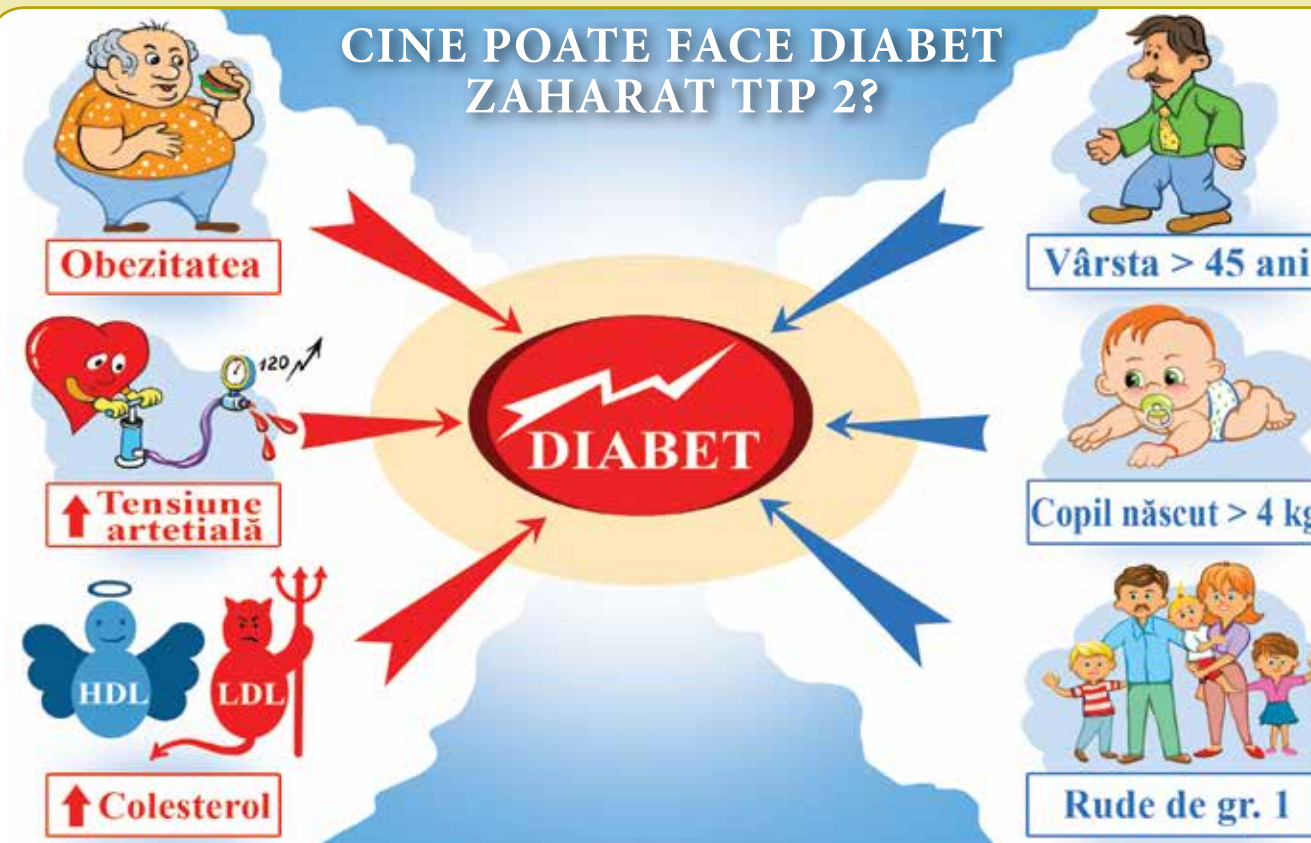 CINE POATE FACE DIABET
ZAHARAT TIP 2?
Obezitatea
120
Tensiune
artetială
HDL
LDL
Colesterol
DIABET
Vârsta > 45 ani
Copil născut > 4 kg
Rude de gr. 1